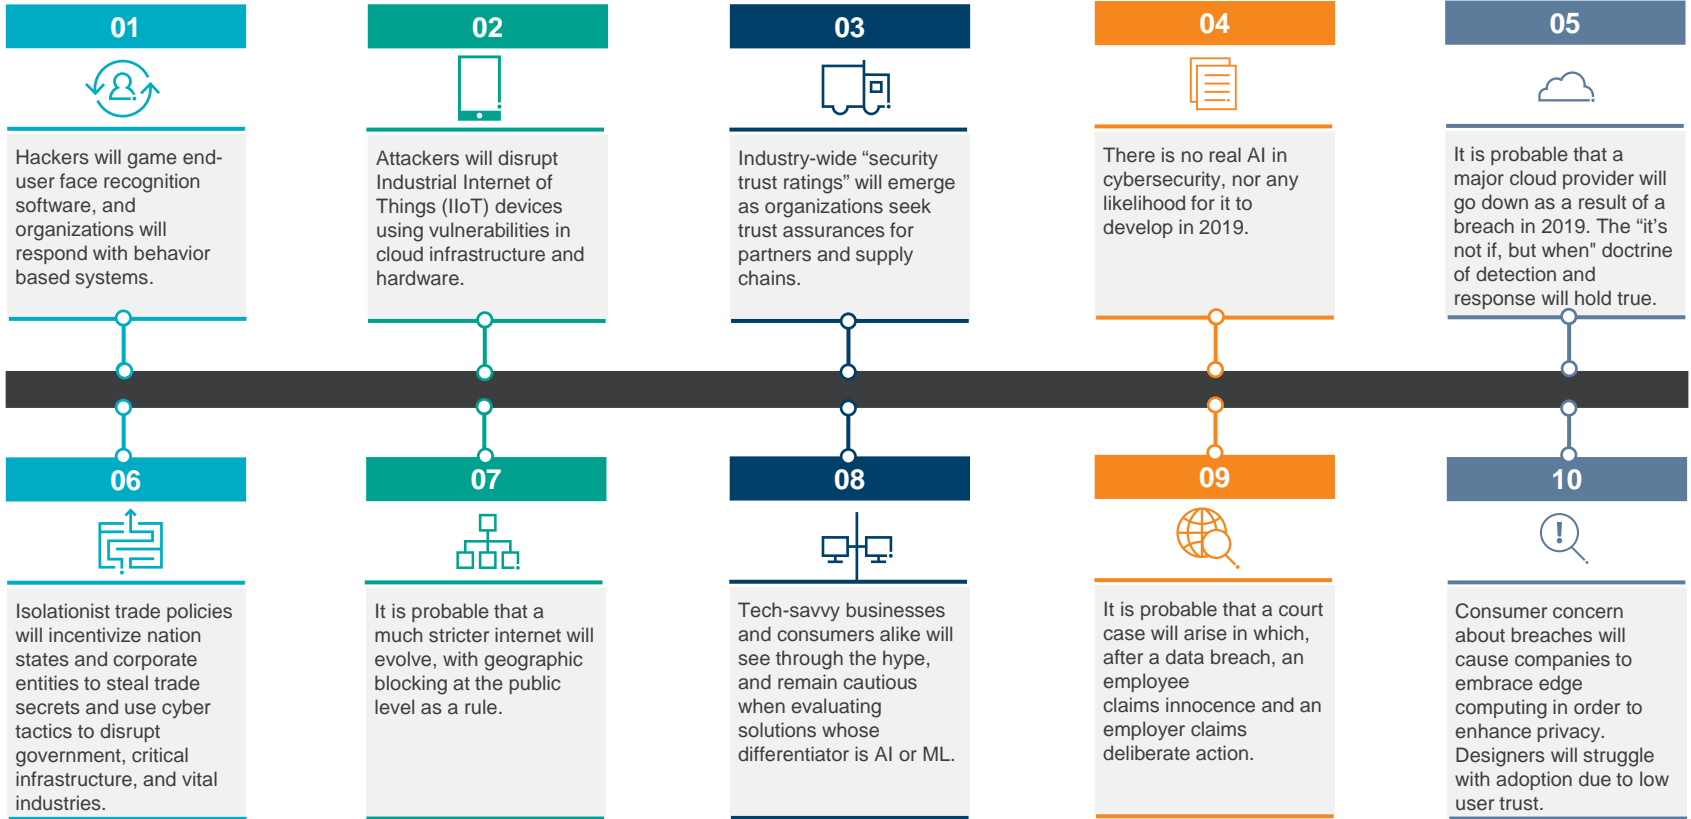 01
Hackers will game end-
user face recognition
software, and
organizations will
respond with behavior
based systems.
02
Attackers will disrupt
Industrial Internet of
Things (IIoT) devices
using vulnerabilities in
cloud infrastructure and
hardware.
03
Industry-wide “security
trust ratings” will emerge
as organizations seek
trust assurances for
partners and supply
chains.
04
There is no real AI in
cybersecurity, nor any
likelihood for it to
develop in 2019.
05
It is probable that a
major cloud provider will
go down as a result of a
breach in 2019. The “it’s
not if, but when" doctrine
of detection and
response will hold true.
06
Isolationist trade policies
will incentivize nation
states and corporate
entities to steal trade
secrets and use cyber
tactics to disrupt
government, critical
infrastructure, and vital
industries.
07
It is probable that a
much stricter internet will
evolve, with geographic
blocking at the public
level as a rule.
08
Tech-savvy businesses
and consumers alike will
see through the hype,
and remain cautious
when evaluating
solutions whose
differentiator is AI or ML.
09
It is probable that a court
case will arise in which,
after a data breach, an
employee
claims innocence and an
employer claims
deliberate action.
10
Consumer concern
about breaches will
cause companies to
embrace edge
computing in order to
enhance privacy.
Designers will struggle
with adoption due to low
user trust.